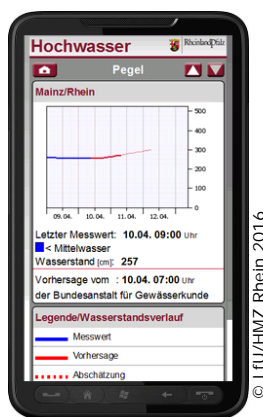 Hochwasser
RheinlandPfalz
Pegel
Mainz/Rhein
500
400
300
200
100
0
09.04. 10.04. 11.04. 12.04.
Letzter Messwert: 10.04. 09:00 Uhr
< Mittelwasser
Wasserstand [cm]: 257
Vorhersage vom : 10.04. 07:00 Uhr
der Bundesanstalt für Gewässerkunde
Legende/Wasserstandsverlauf
Messwert
Vorhersage
Abschätzung
© LfU/HMZ Rhein 2016